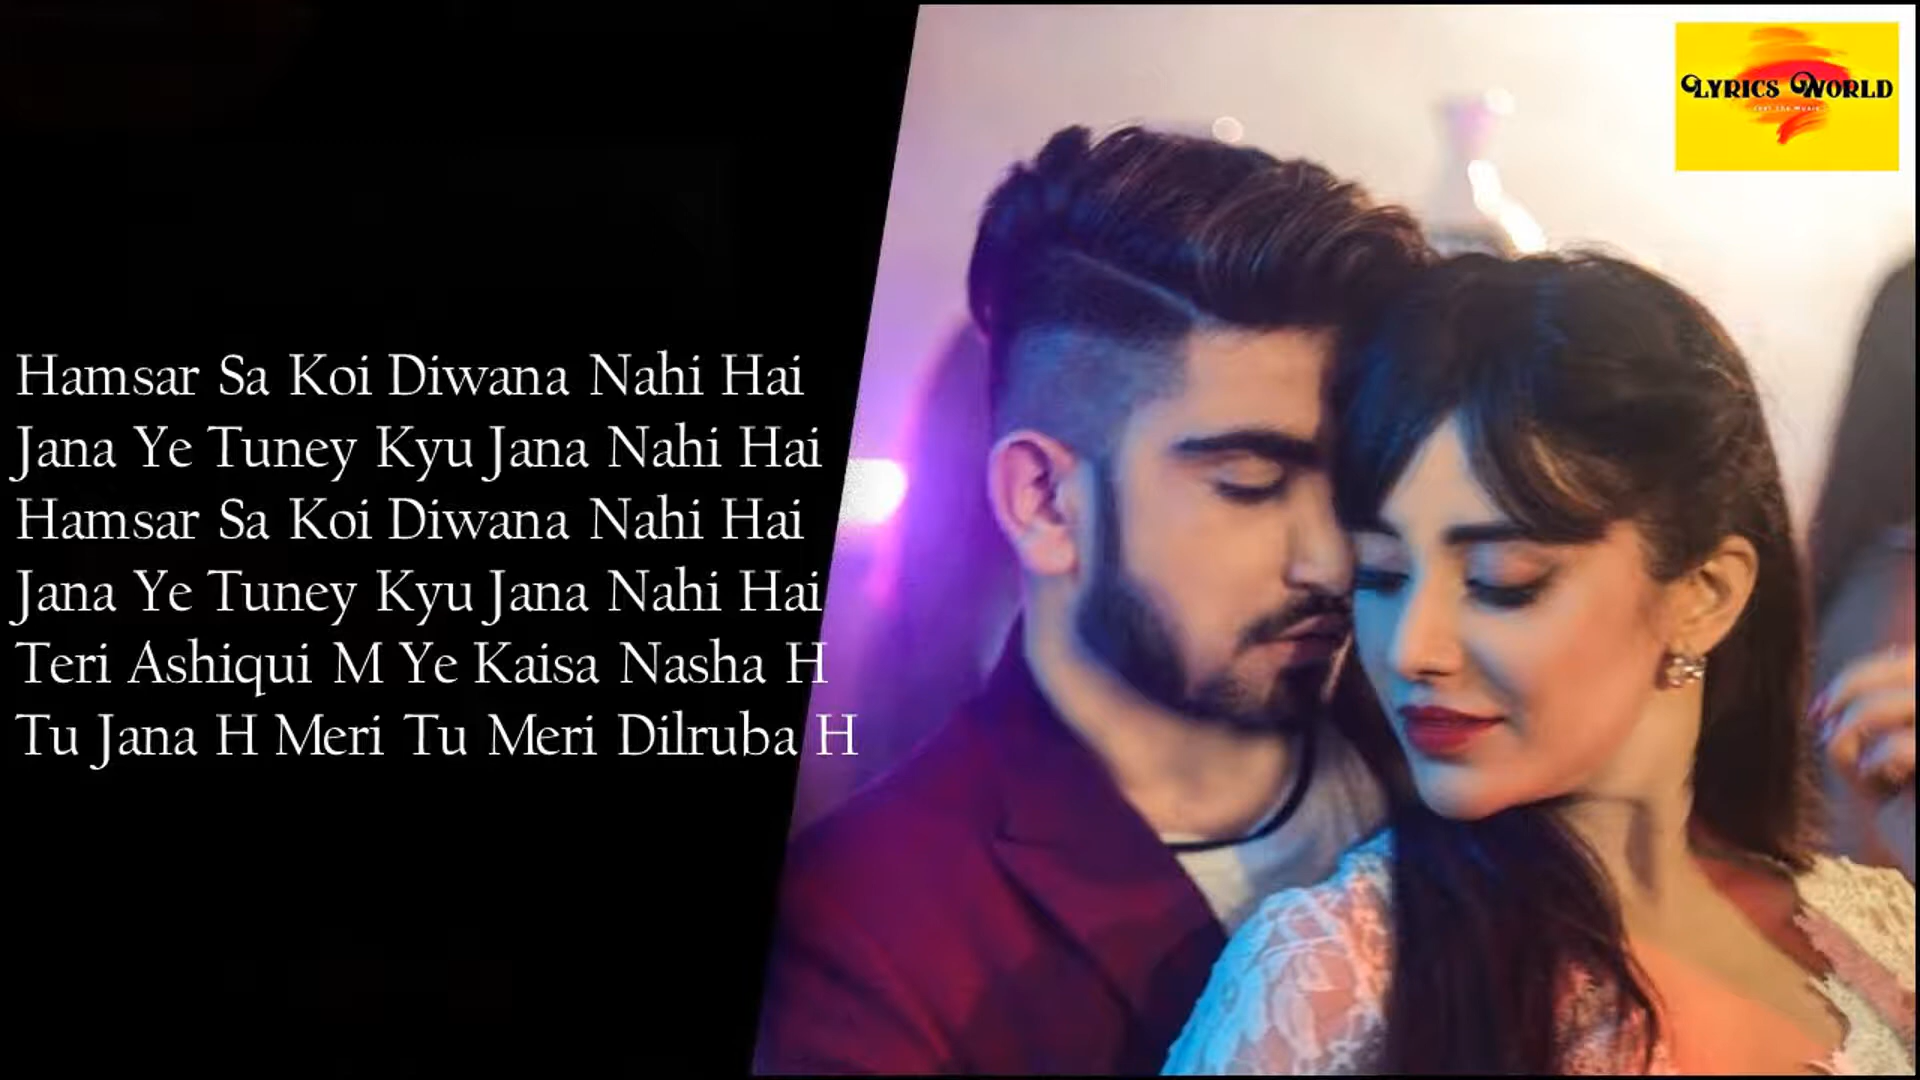 Hamsar Sa Koi Diwana Nahi Hai
Jana Ye Tuney Kyu Jana Nahi Hai
Hamsar Sa Koi Diwana Nahi Hai
Jana Ye Tuney Kyu Jana Nahi Hai
Teri Ashiqui M Ye Kaisa Nasha H
Tu Jana H Meri Tu Meri Dilruba H
Lyrics World